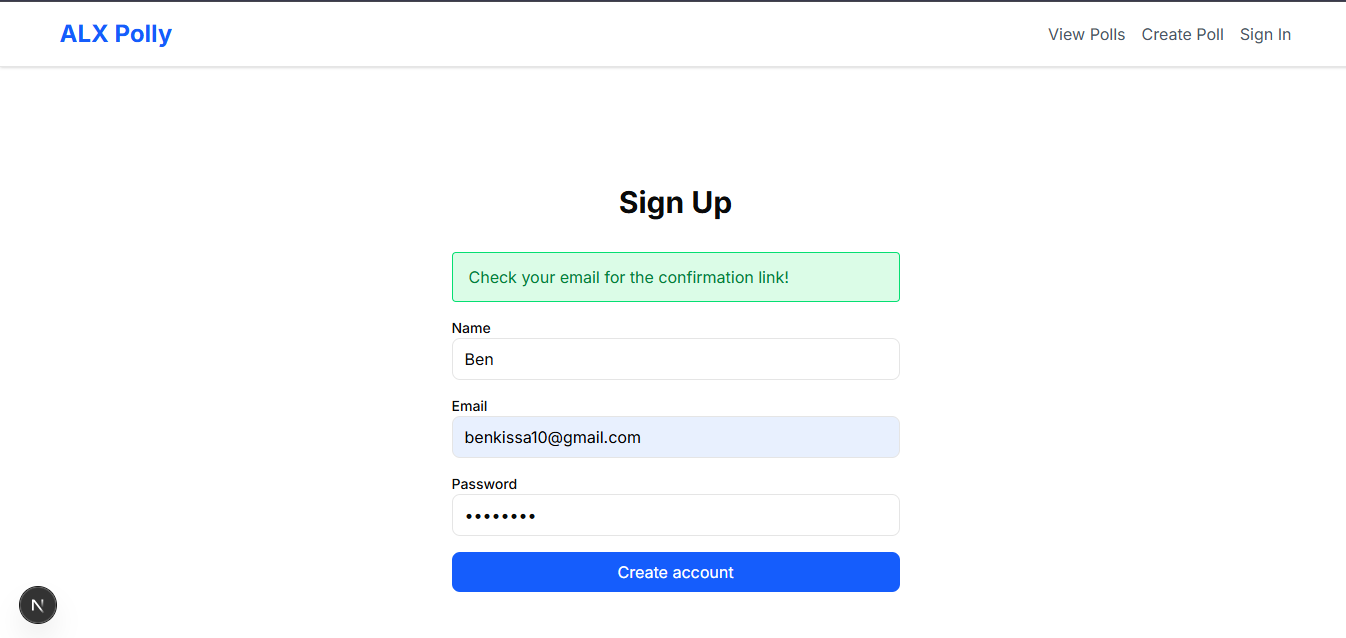 ALX Polly
View Polls Create Poll Sign In
Sign Up
Check your email for the confirmation link!
Name
Ben
Email
benkissa10@gmail.com
Password
••••••••
Create account
N